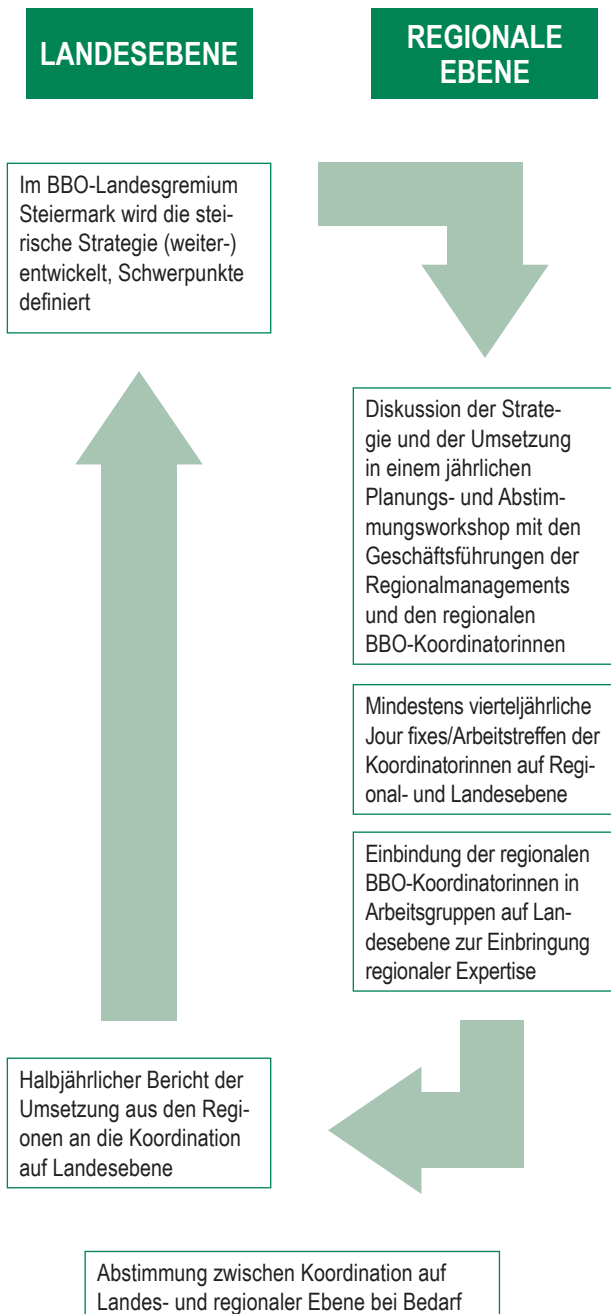 LANDESEBENE
REGIONALE
EBENE
Im BBO-Landesgremium
Steiermark wird die stei-
rische Strategie (weiter-)
entwickelt, Schwerpunkte
definiert
Diskussion der Strate-
gie und der Umsetzung
in einem jährlichen
Planungs- und Abstim-
mungsworkshop mit den
Geschäftsführungen der
Regionalmanagements
und den regionalen
BBO-Koordinatorinnen
Mindestens vierteljährliche
Jour fixes/Arbeitstreffen der
Koordinatorinnen auf Regi-
onal- und Landesebene
Einbindung der regionalen
BBO-Koordinatorinnen in
Arbeitsgruppen auf Lan-
desebene zur Einbringung
regionaler Expertise
Halbjährlicher Bericht der
Umsetzung aus den Regi-
onen an die Koordination
auf Landesebene
Abstimmung zwischen Koordination auf
Landes- und regionaler Ebene bei Bedarf